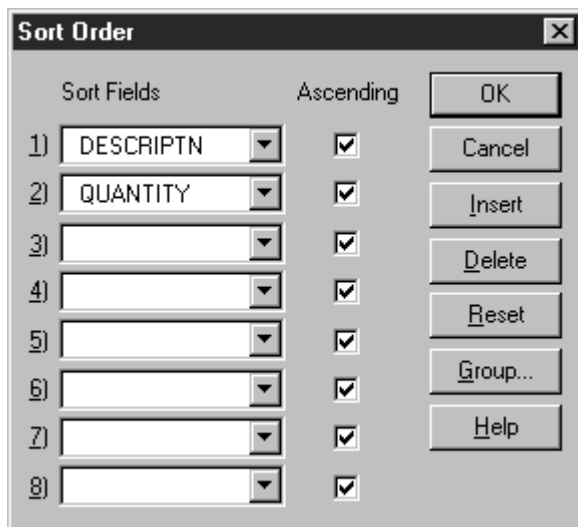 Sort Order
Sort Fields Ascending OK
1) DESCRIPTN Cancel
2) QUANTITY Insert
3)
Delete
4)
Reset
5)
Group...
6)
Help
7)
8)